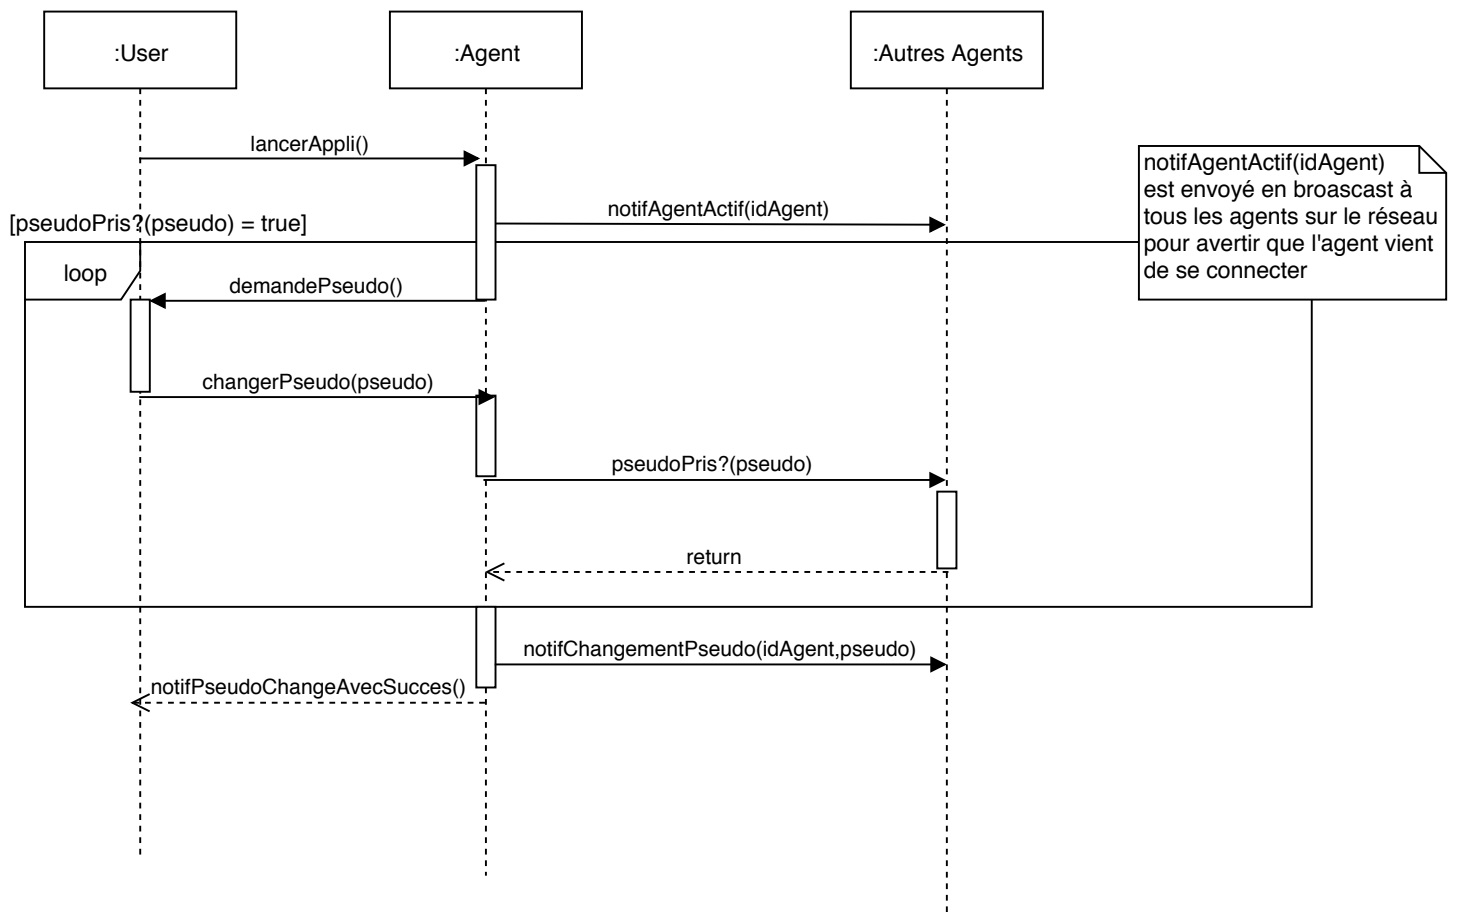 :User
:Agent
:Autres Agents
lancerAppli()
notifAgentActif(idAgent)
est envoyé en broascast à
tous les agents sur le réseau
pour avertir que l'agent vient
de se connecter
notifAgentActif(idAgent)
[pseudoPris?(pseudo) = true]
loop
demandePseudo()
changerPseudo(pseudo)
pseudoPris?(pseudo)
return
notifChangementPseudo(idAgent,pseudo)
notifPseudoChangeAvecSucces()